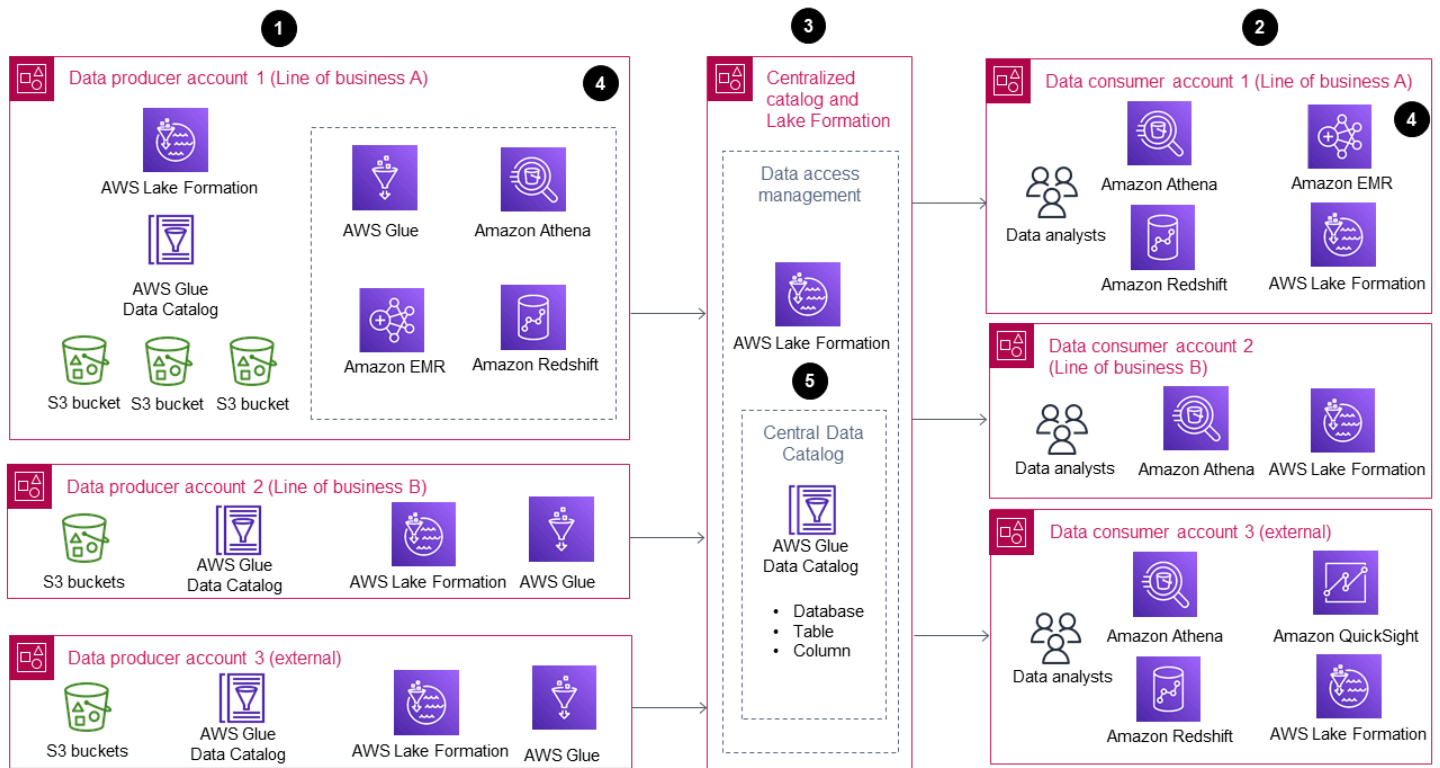 1
3
2
Data producer account 1 (Line of business A)
4
AWS Lake Formation
AWS Glue
Data Catalog
S3 bucket
S3 bucket
S3 bucket
AWS Glue
Amazon Athena
Amazon EMR
Amazon Redshift
Data producer account 2 (Line of business B)
S3 buckets
AWS Glue
Data Catalog
AWS Lake Formation
AWS Glue
Data producer account 3 (external)
S3 buckets
AWS Glue
Data Catalog
AWS Lake Formation
AWS Glue
Centralized
catalog and
Lake Formation
Data access
management
AWS Lake Formation
5
Central Data
Catalog
AWS Glue
Data Catalog
• Database
• Table
• Column
Data consumer account 1 (Line of business A)
4
Data analysts
Amazon Athena
Amazon EMR
Amazon Redshift
AWS Lake Formation
Data consumer account 2
(Line of business B)
Data analysts
Amazon Athena
AWS Lake Formation
Data consumer account 3 (external)
Data analysts
Amazon Athena
Amazon QuickSight
Amazon Redshift
AWS Lake Formation